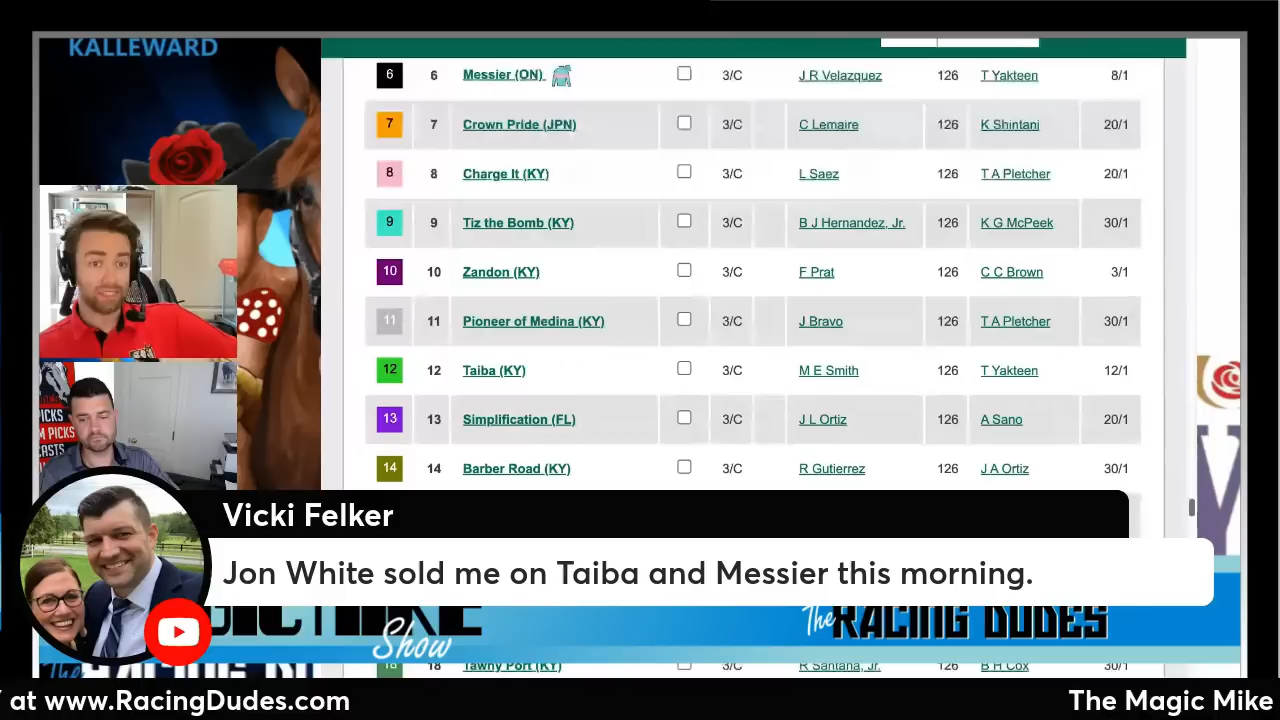 KALLEWARD
6 6 Messier (ON) 3/C J R Velazquez 126 T Yakteen 8/1
7 7 Crown Pride (JPN) 3/C C Lemaire 126 K Shintani 20/1
8 8 Charge It (KY) 3/C L Saez 126 T A Pletcher 20/1
9 9 Tiz the Bomb (KY) 3/C B J Hernandez, Jr. 126 K G McPeek 30/1
10 10 Zandon (KY) 3/C F Prat 126 C C Brown 3/1
11 11 Pioneer of Medina (KY) 3/C J Bravo 126 T A Pletcher 30/1
12 12 Taiba (KY) 3/C M E Smith 126 T Yakteen 12/1
13 13 Simplification (FL) 3/C J L Ortiz 126 A Sano 20/1
14 14 Barber Road (KY) 3/C R Gutierrez 126 J A Ortiz 30/1
PICKS
M PICKS
ASTS
Vicki Felker
Jon White sold me on Taiba and Messier this morning.
Show
The RACING DUDES
18 18 Tawny Port (KY) 3/C R Santana, Jr. 126 B H Cox 30/1
at www.RacingDudes.com
The Magic Mike